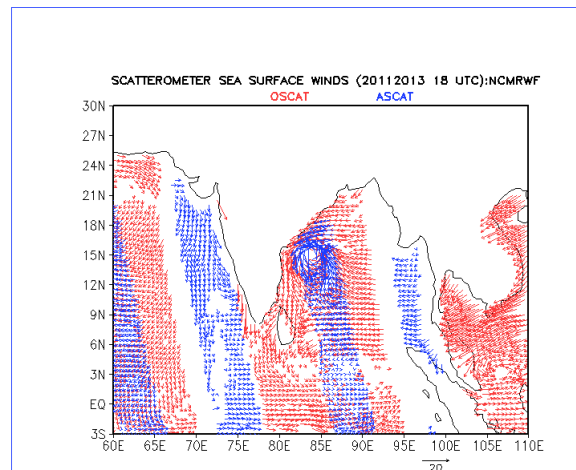 SCATTEROMETER SEA SURFACE WINDS (20112013 18 UTC):NCMRWF
OSCAT ASCAT
30N
27N
24N
21N
18N
15N
12N
9N
6N
3N
EQ
3S
60E 65E 70E 75E 80E 85E 90E 95E 100E 105E 110E
20